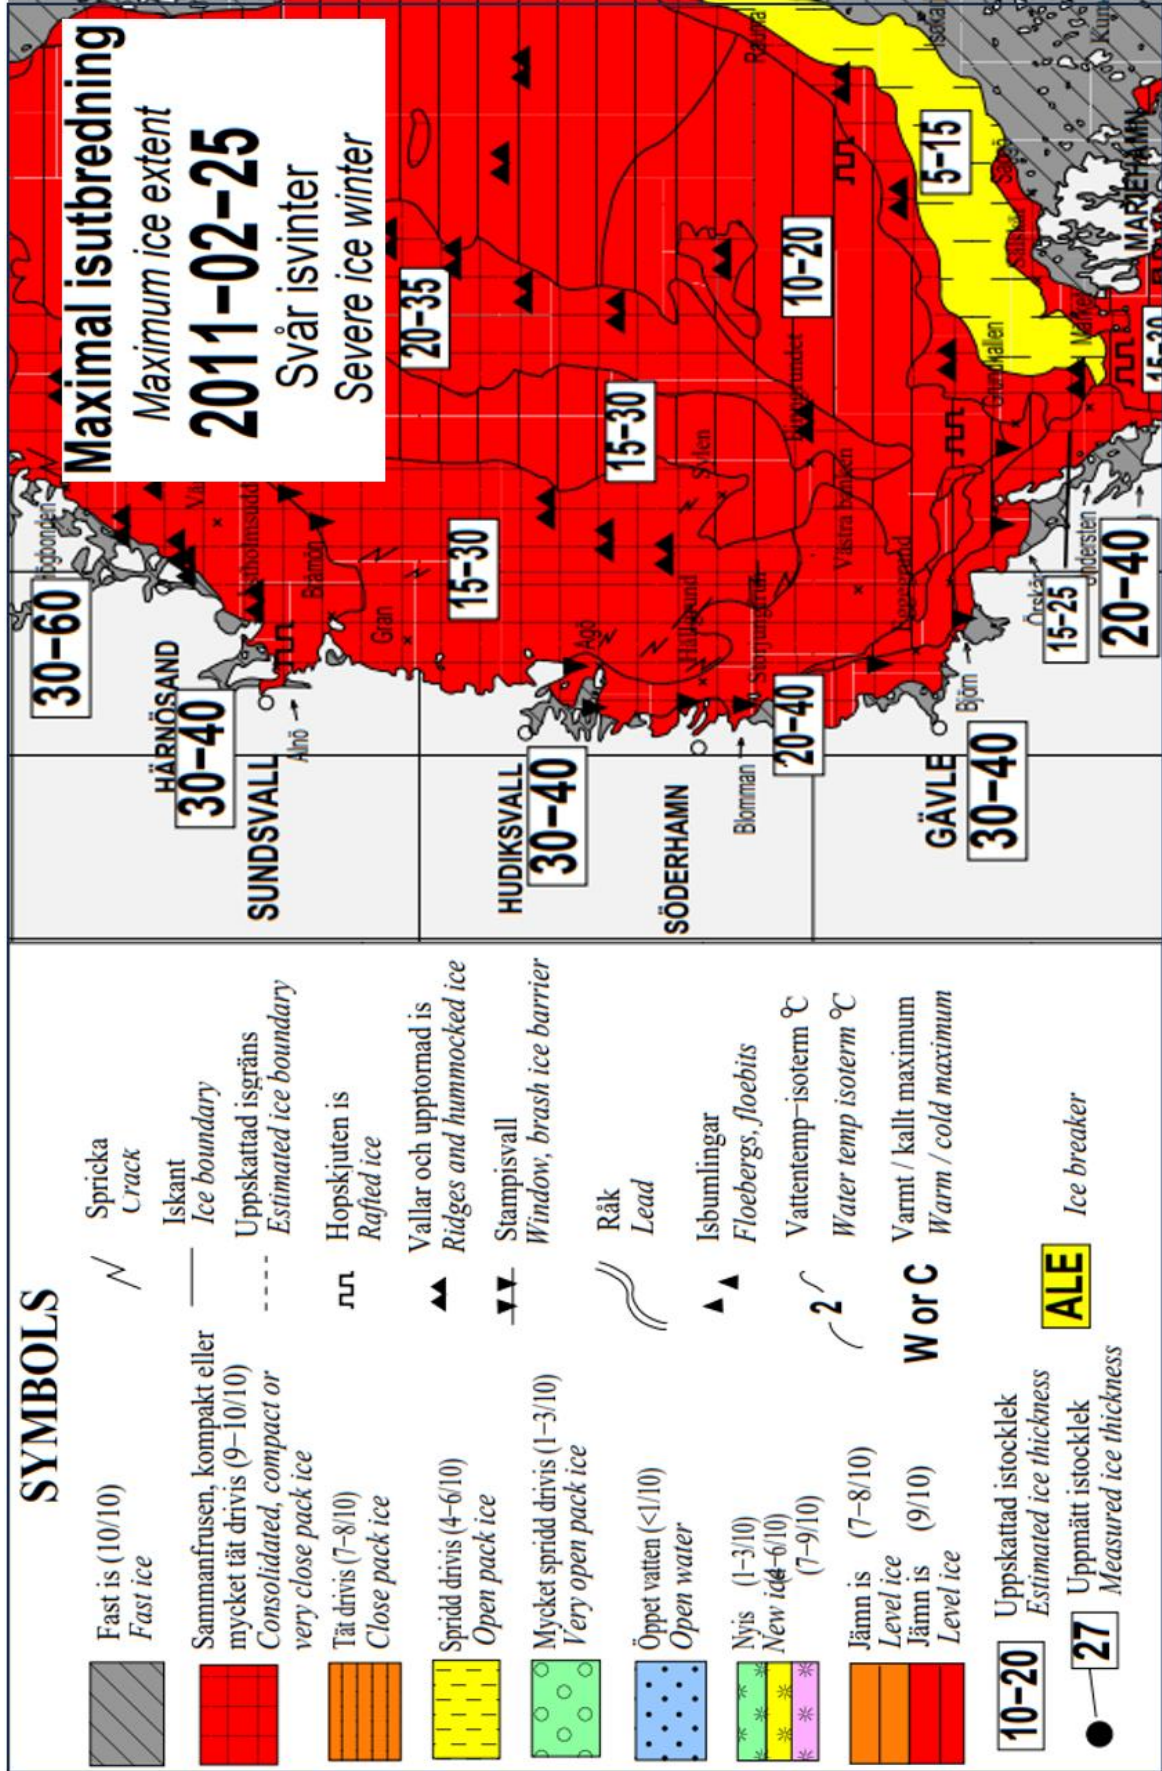 SYMBOLS
Fast is (10/10)
Fast ice
Sammanfrusen, kompakt eller
mycket tät drivis (9−10/10)
Consolidated, compact or
very close pack ice
Tät drivis (7−8/10)
Close pack ice
Spridd drivis (4−6/10)
Open pack ice
Mycket spridd drivis (1−3/10)
Very open pack ice
Öppet vatten (<1/10)
Open water
Nyis (1−3/10)
New ice (4−6/10)
(7−9/10)
Jämn is (7−8/10)
Level ice
Jämn is (9/10)
Level ice
10−20 Uppskattad istocklek
Estimated ice thickness
27 Uppmätt istocklek
Measured ice thickness
Spricka
Crack
Iskant
Ice boundary
Uppskattad isgräns
Estimated ice boundary
Hopskjuten is
Rafted ice
Vallar och upptornad is
Ridges and hummocked ice
Stampisvall
Window, brash ice barrier
Råk
Lead
Isbumlingar
Floebergs, floebits
2 Vattentemp−isoterm °C
Water temp isoterm °C
W or C Varmt / kallt maximum
Warm / cold maximum
ALE Ice breaker
Maximal isutbredning
Maximum ice extent
2011−02−25
Svår isvinter
Severe ice winter
Högbonden
30−60
HÄRNÖSAND
30−40
SUNDSVALL
Alnö
Brämön
Gran
15−30
20−35
HUDIKSVALL
30−40
Agö
15−30
SÖDERHAMN
Hällgrund
Sylen
Storjungfrun
Blomman
20−40
10−20
Västra banken
Eggegrund
GÄVLE
30−40
Björn
Örskär
15−25
Understen
20−40
Grundkallen
5−15
Rauma
Isokari
Märket
MARIEHAMN
15−30